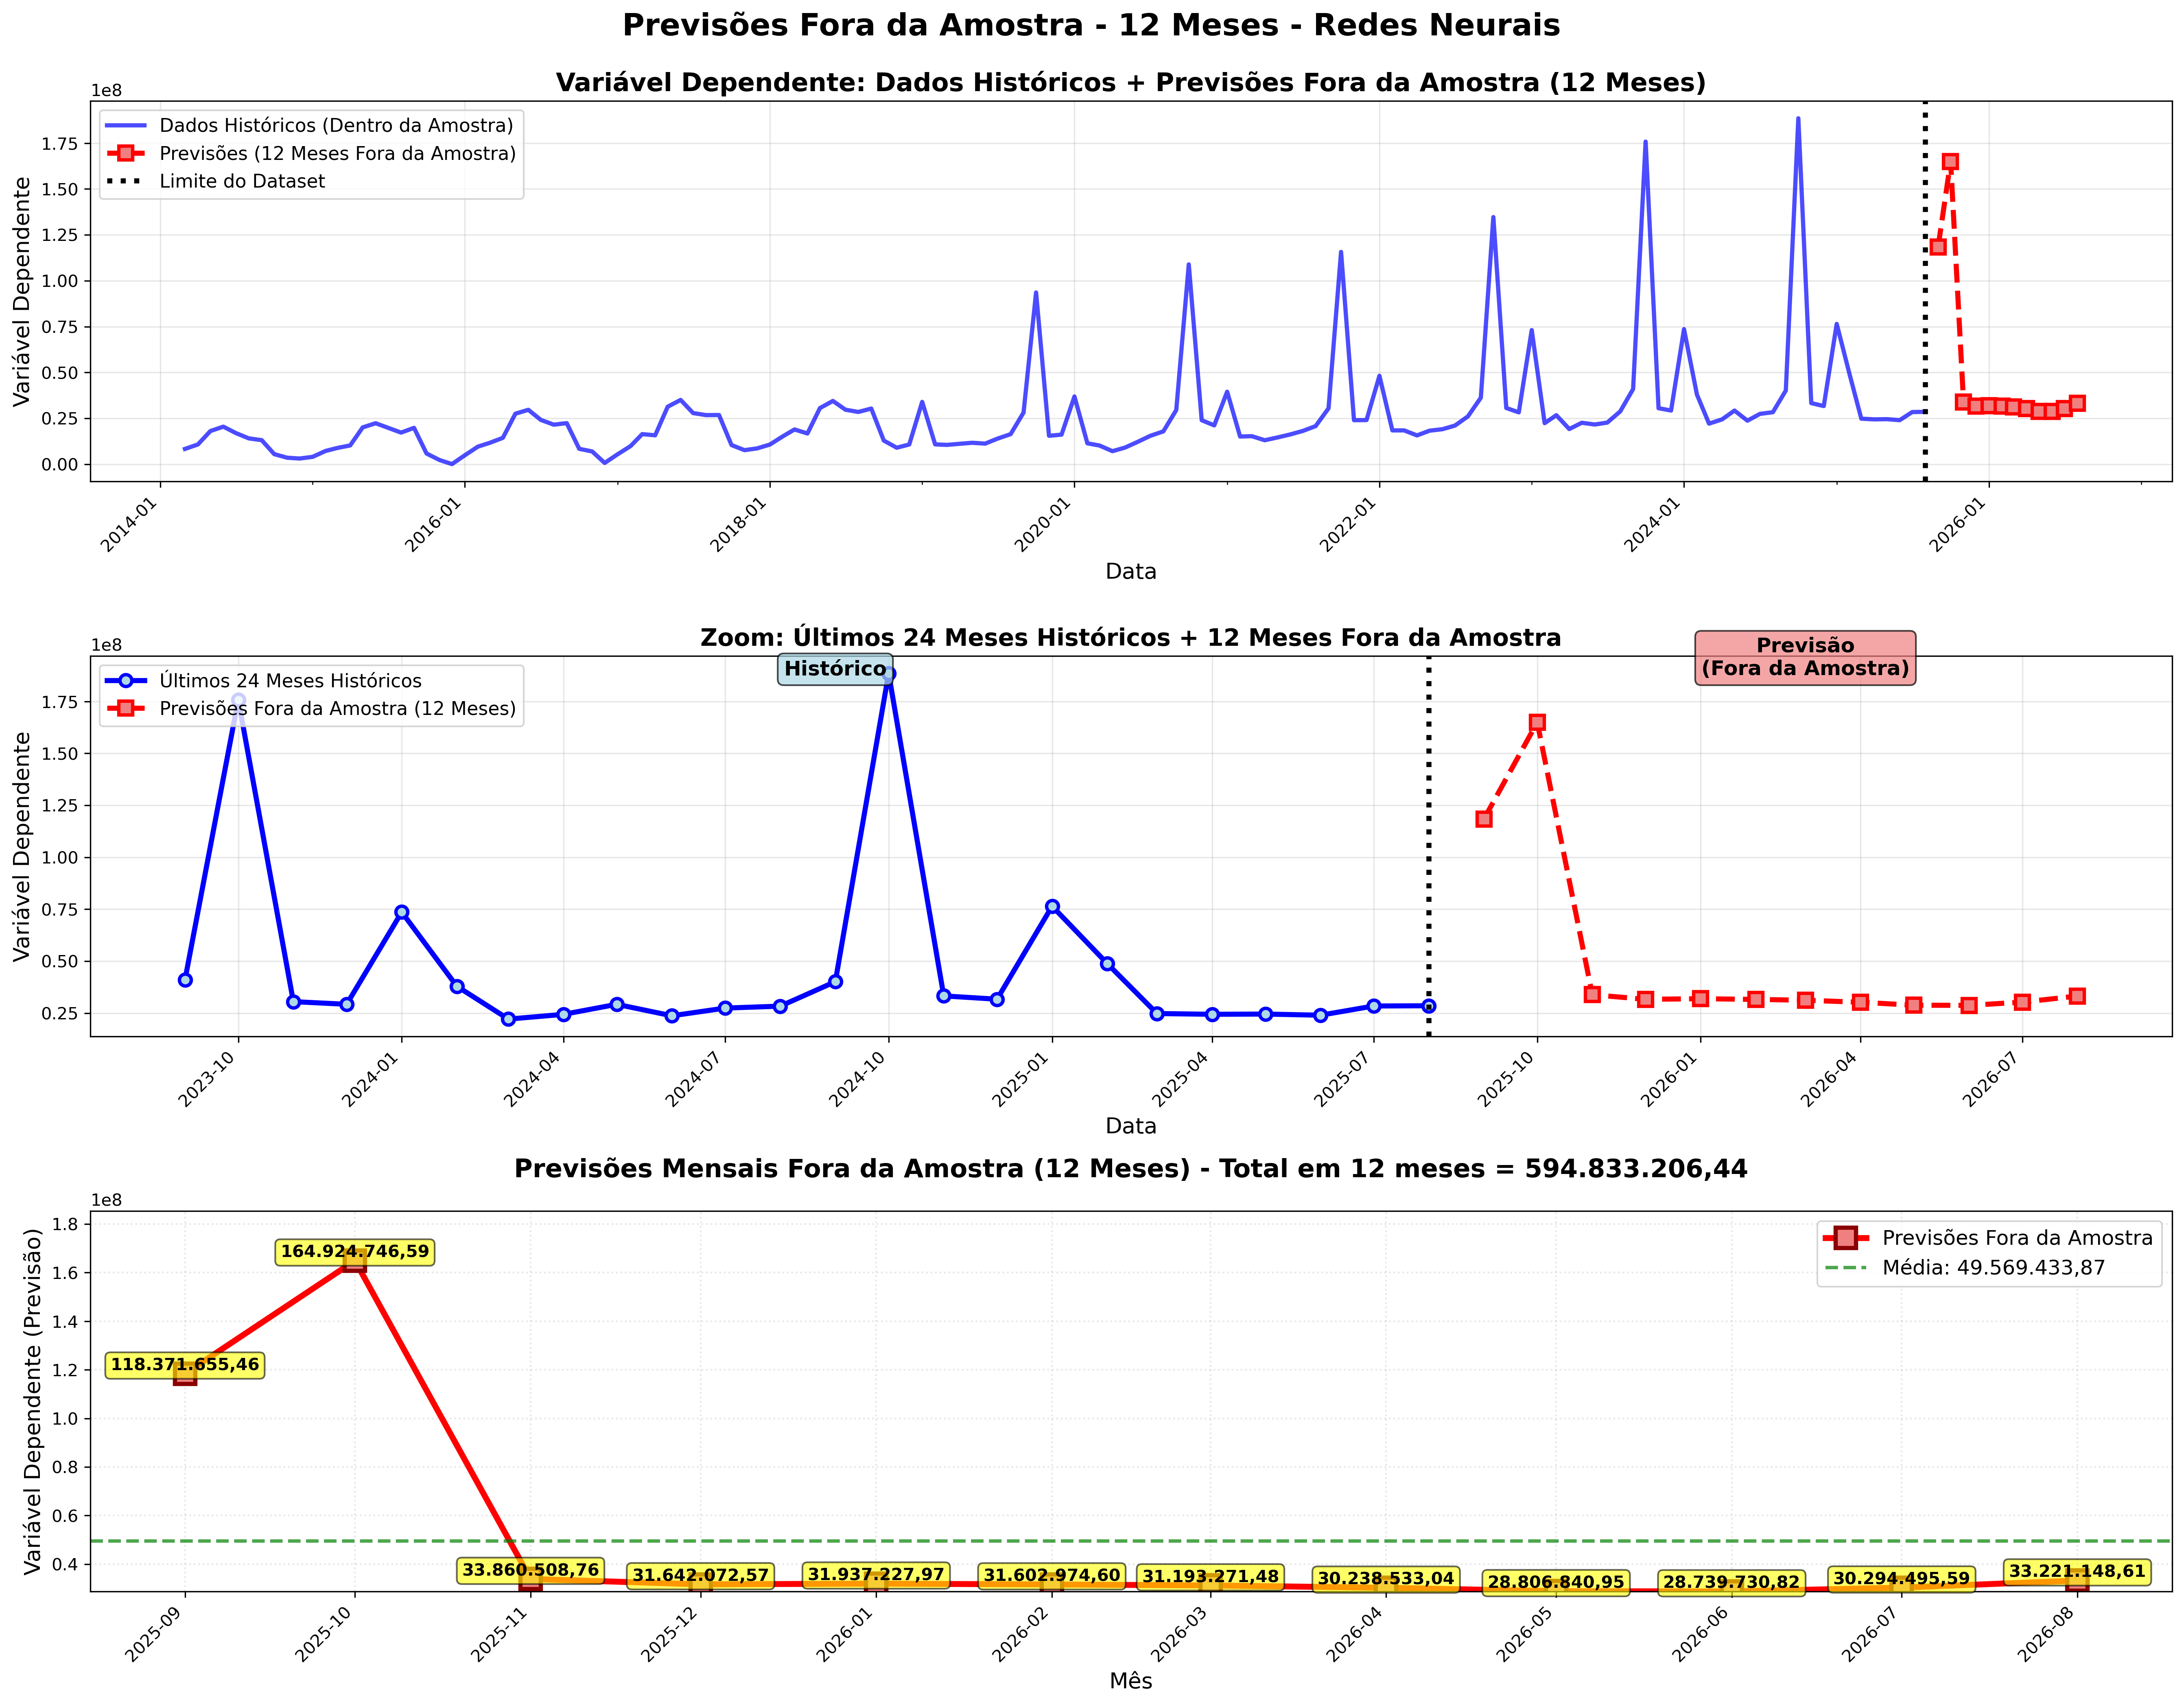 Previsões Fora da Amostra - 12 Meses - Redes Neurais
Variável Dependente: Dados Históricos + Previsões Fora da Amostra (12 Meses)
1e8
Dados Históricos (Dentro da Amostra)
Previsões (12 Meses Fora da Amostra)
Limite do Dataset
Variável Dependente
1.75
1.50
1.25
1.00
0.75
0.50
0.25
0.00
2014-01
2016-01
2018-01
2020-01
2022-01
2024-01
2026-01
Data
Zoom: Últimos 24 Meses Históricos + 12 Meses Fora da Amostra
1e8
Últimos 24 Meses Históricos
Previsões Fora da Amostra (12 Meses)
Histórico
Previsão
(Fora da Amostra)
Variável Dependente
1.75
1.50
1.25
1.00
0.75
0.50
0.25
2023-10
2024-01
2024-04
2024-07
2024-10
2025-01
2025-04
2025-07
2025-10
2026-01
2026-04
2026-07
Data
Previsões Mensais Fora da Amostra (12 Meses) - Total em 12 meses = 594.833.206,44
1e8
Previsões Fora da Amostra
Média: 49.569.433,87
Variável Dependente (Previsão)
1.8
1.6
1.4
1.2
1.0
0.8
0.6
0.4
118.371.655,46
164.924.746,59
33.860.508,76
31.642.072,57
31.937.227,97
31.602.974,60
31.193.271,48
30.238.533,04
28.806.840,95
28.739.730,82
30.294.495,59
33.221.148,61
2025-09
2025-10
2025-11
2025-12
2026-01
2026-02
2026-03
2026-04
2026-05
2026-06
2026-07
2026-08
Mês